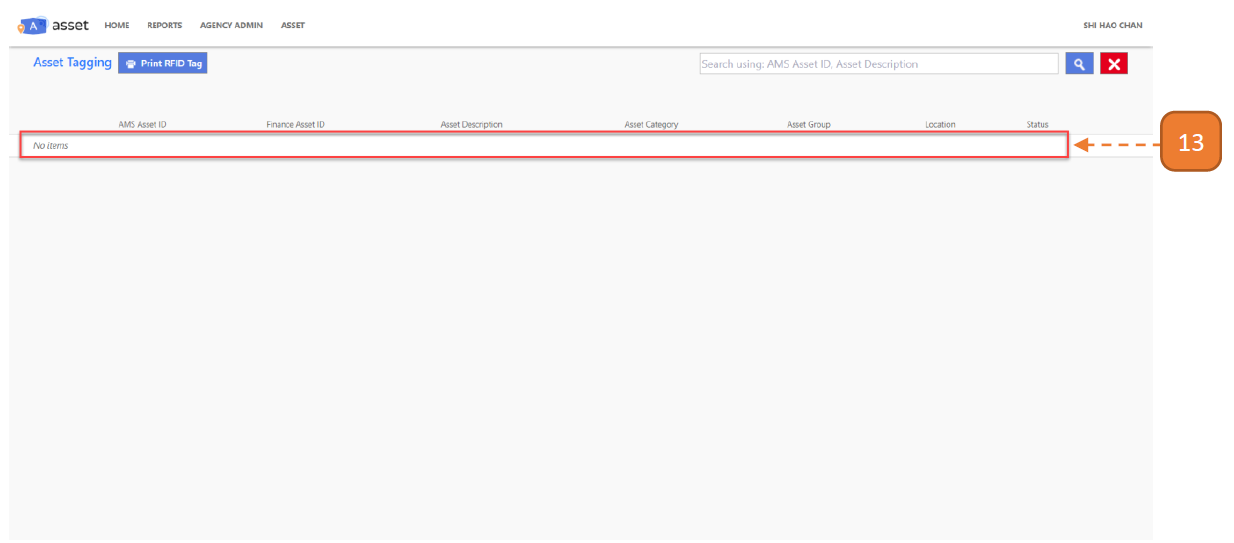 A asset HOME REPORTS AGENCY ADMIN ASSET SHI HAO CHAN
Asset Tagging Print RFID Tag Search using: AMS Asset ID, Asset Description
AMS Asset ID Finance Asset ID Asset Description Asset Category Asset Group Location Status
No items
13